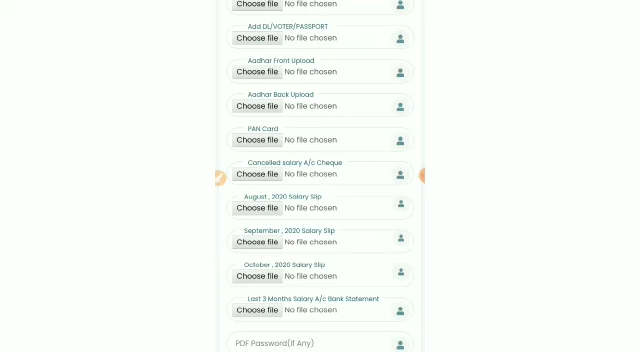 Choose file No file chosen
Add DL/VOTER/PASSPORT
Choose file No file chosen
Aadhar Front Upload
Choose file No file chosen
Aadhar Back Upload
Choose file No file chosen
PAN Card
Choose file No file chosen
Cancelled salary A/c Cheque
Choose file No file chosen
August , 2020 Salary Slip
Choose file No file chosen
September , 2020 Salary Slip
Choose file No file chosen
October , 2020 Salary Slip
Choose file No file chosen
Last 3 Months Salary A/c Bank Statement
Choose file No file chosen
PDF Password(If Any)